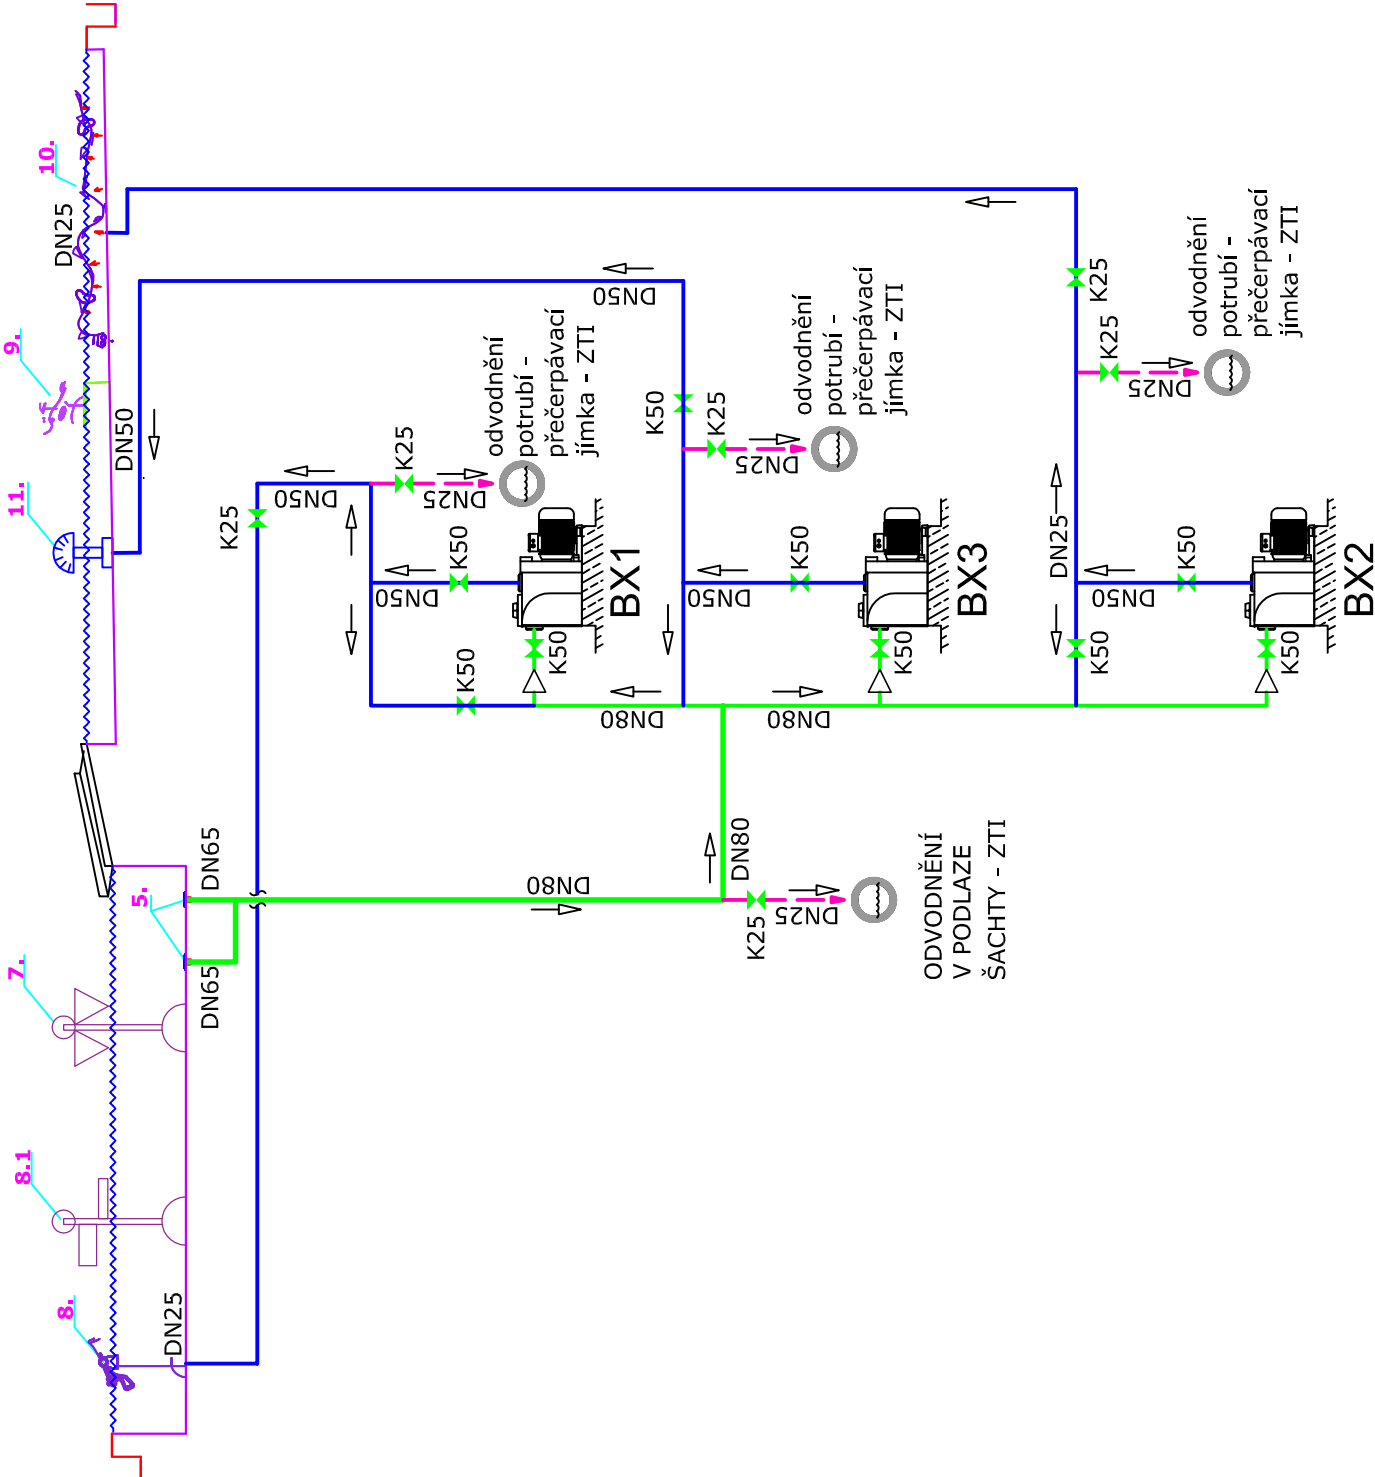 10.
DN25
9.
DN50
11.
5.
DN65
DN65
7.
8.1
8.
DN25
K25
DN50
K25
DN25
odvodnění
potrubí -
přečerpávací
jímka - ZTI
DN50
K50
K50
K50
BX1
DN80
DN50
K50
K25
DN25
odvodnění
potrubí -
přečerpávací
jímka - ZTI
DN50
K50
K50
BX3
DN80
K25
K25
DN25
odvodnění
potrubí -
přečerpávací
jímka - ZTI
DN25
DN50
K50
K50
K50
BX2
DN80
DN80
K25
DN25
ODVODNĚNÍ
V PODLAZE
ŠACHTY - ZTI